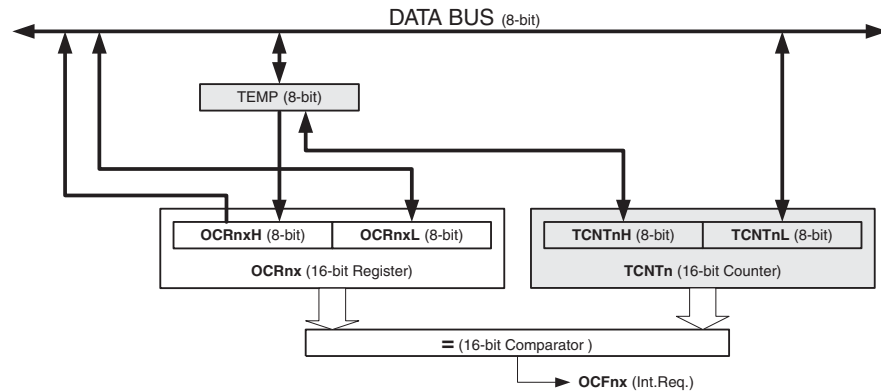 DATA BUS (8-bit)
TEMP (8-bit)
OCRnxH (8-bit) OCRnxL (8-bit)
OCRnx (16-bit Register)
TCNTnH (8-bit) TCNTnL (8-bit)
TCNTn (16-bit Counter)
= (16-bit Comparator )
OCFnx (Int.Req.)